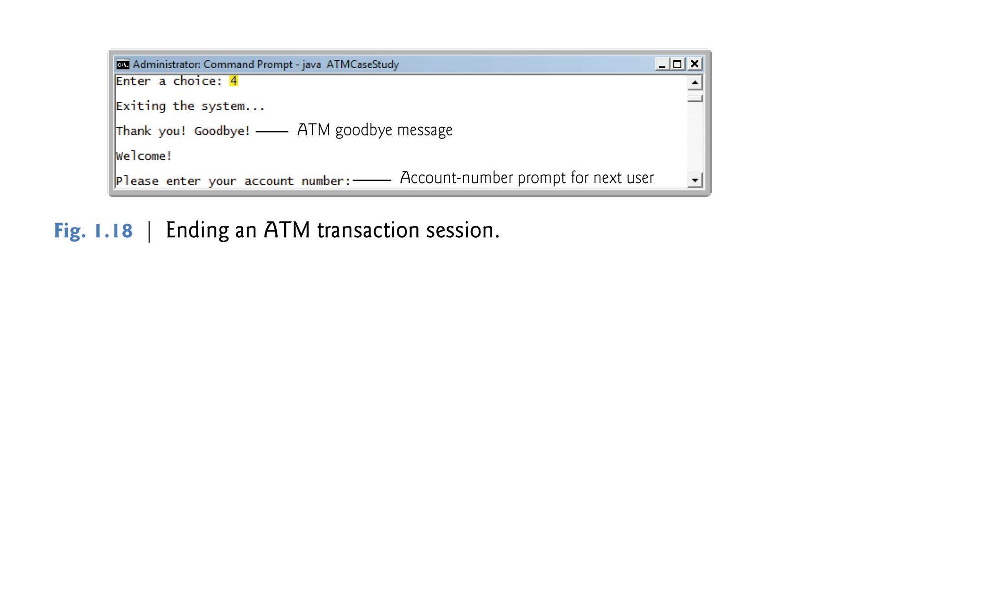 Administrator: Command Prompt - java ATMCaseStudy
Enter a choice: 4
Exiting the system...
Thank you! Goodbye! ATM goodbye message
Welcome!
Please enter your account number: Account-number prompt for next user
Fig. 1.18 | Ending an ATM transaction session.